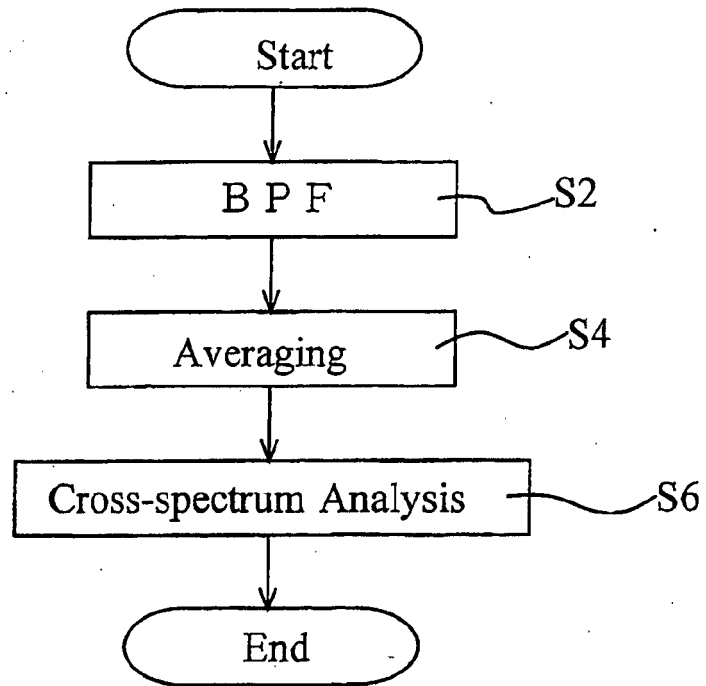 Start
B P F
S2
Averaging
S4
Cross-spectrum Analysis
S6
End